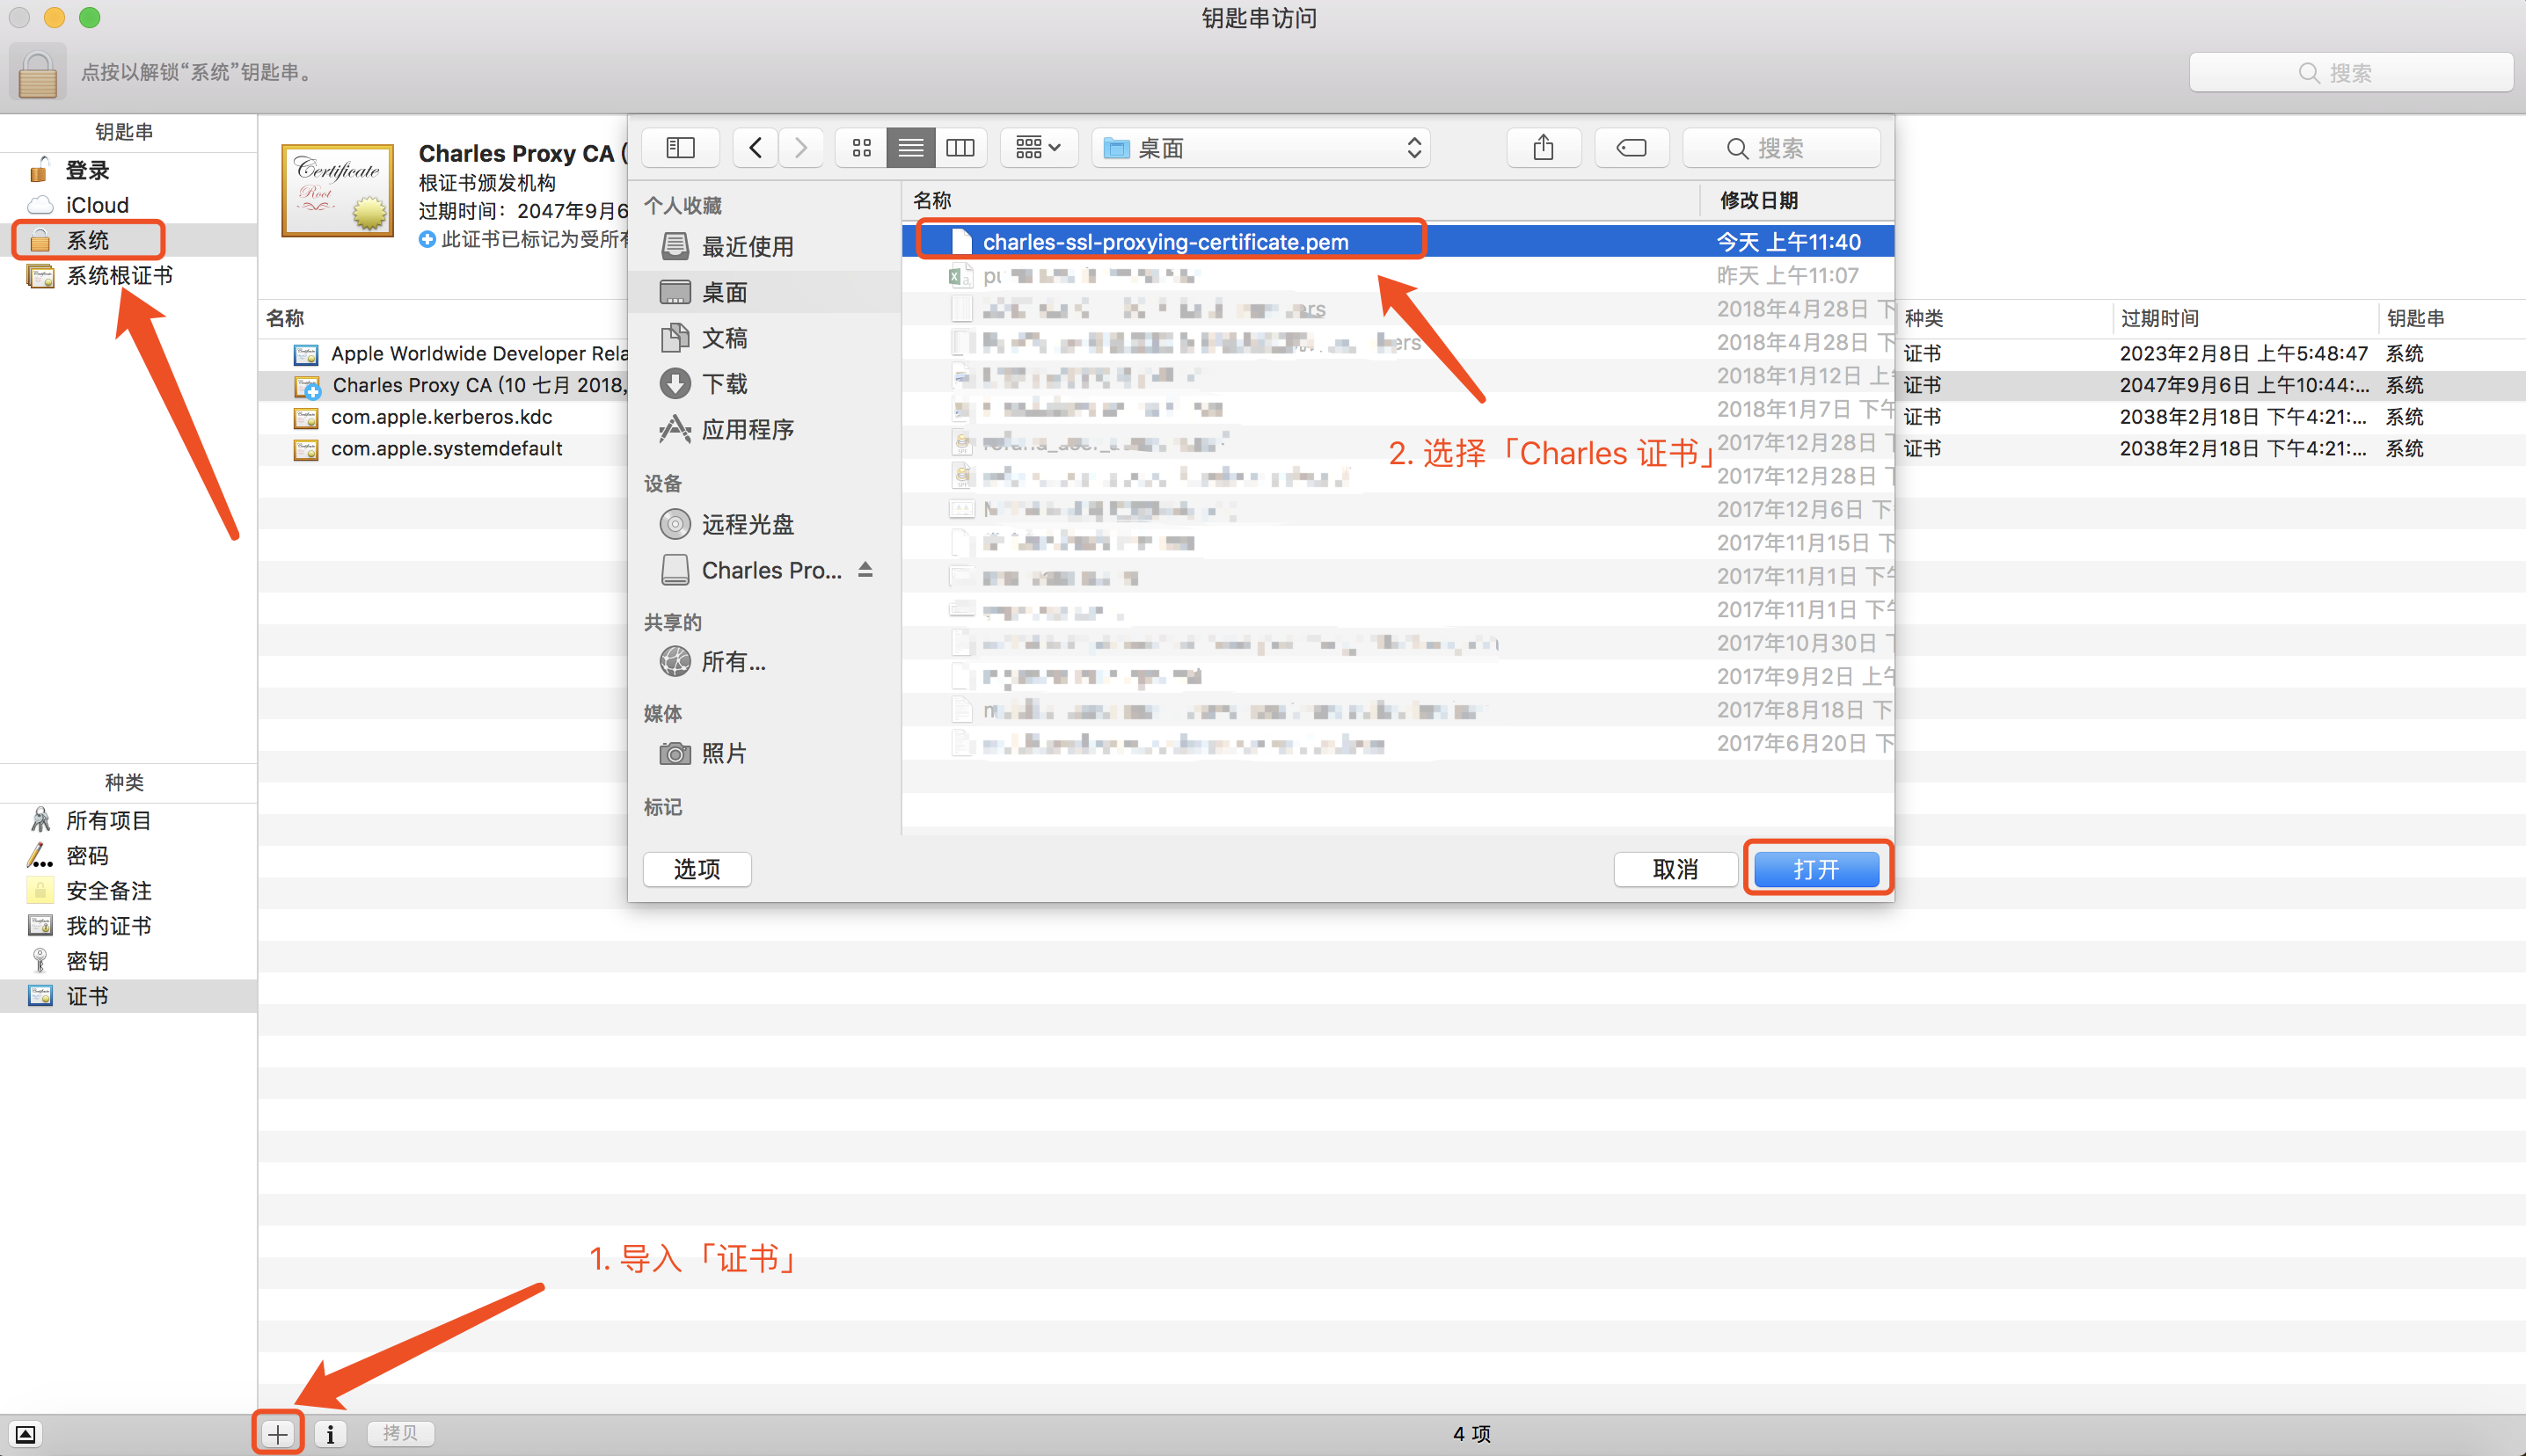 钥匙串访问
点按以解锁“系统”钥匙串。
搜索
钥匙串
登录
iCloud
系统
系统根证书
Certificate
Root
Charles Proxy CA (
根证书颁发机构
过期时间：2047年9月6
此证书已标记为受所有
名称
Apple Worldwide Developer Rela
Charles Proxy CA (10 七月 2018,
com.apple.kerberos.kdc
com.apple.systemdefault
桌面
搜索
个人收藏
最近使用
桌面
文稿
下载
应用程序
设备
远程光盘
Charles Pro...
共享的
所有...
媒体
照片
标记
名称 修改日期
charles-ssl-proxying-certificate.pem 今天 上午11:40
昨天 上午11:07
2018年4月28日 下
2018年4月28日 下
2018年1月12日 上
2018年1月7日 下午
2017年12月28日
2017年12月28日
2017年12月6日 下
2017年11月15日 下
2017年11月1日 下午
2017年11月1日 下午
2017年10月30日
2017年9月2日 上午
2017年8月18日 下
2017年6月20日 下
2. 选择「Charles 证书」
选项
取消
打开
种类 过期时间 钥匙串
证书 2023年2月8日 上午5:48:47 系统
证书 2047年9月6日 上午10:44:... 系统
证书 2038年2月18日 下午4:21:... 系统
证书 2038年2月18日 下午4:21:... 系统
种类
所有项目
密码
安全备注
我的证书
密钥
证书
1. 导入「证书」
拷贝
4 项